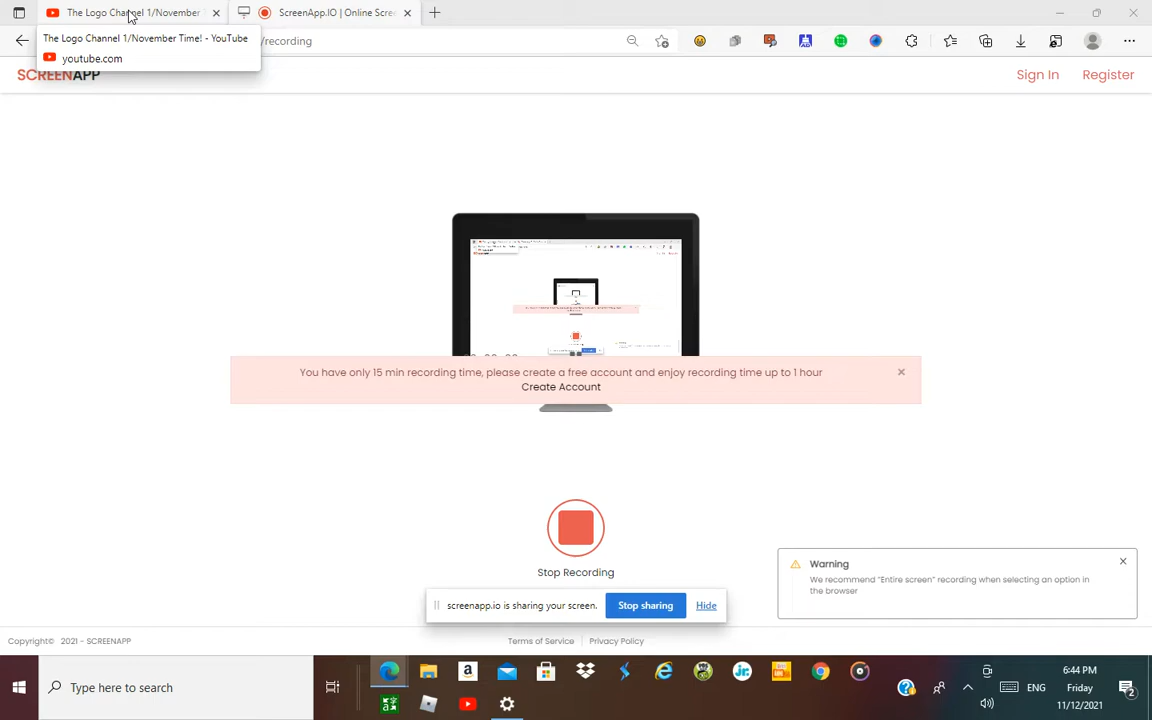 The Logo Channel 1/November
ScreenApp.IO | Online Scre
The Logo Channel 1/November Time! - YouTube
youtube.com
/recording
SCREENAPP
Sign In
Register
You have only 15 min recording time, please create a free account and enjoy recording time up to 1 hour
Create Account
Stop Recording
Warning
We recommend "Entire screen" recording when selecting an option in
the browser
screenapp.io is sharing your screen.
Stop sharing
Hide
Copyright© 2021 - SCREENAPP
Terms of Service
Privacy Policy
Type here to search
jr.
ENG
6:44 PM
Friday
11/12/2021
2